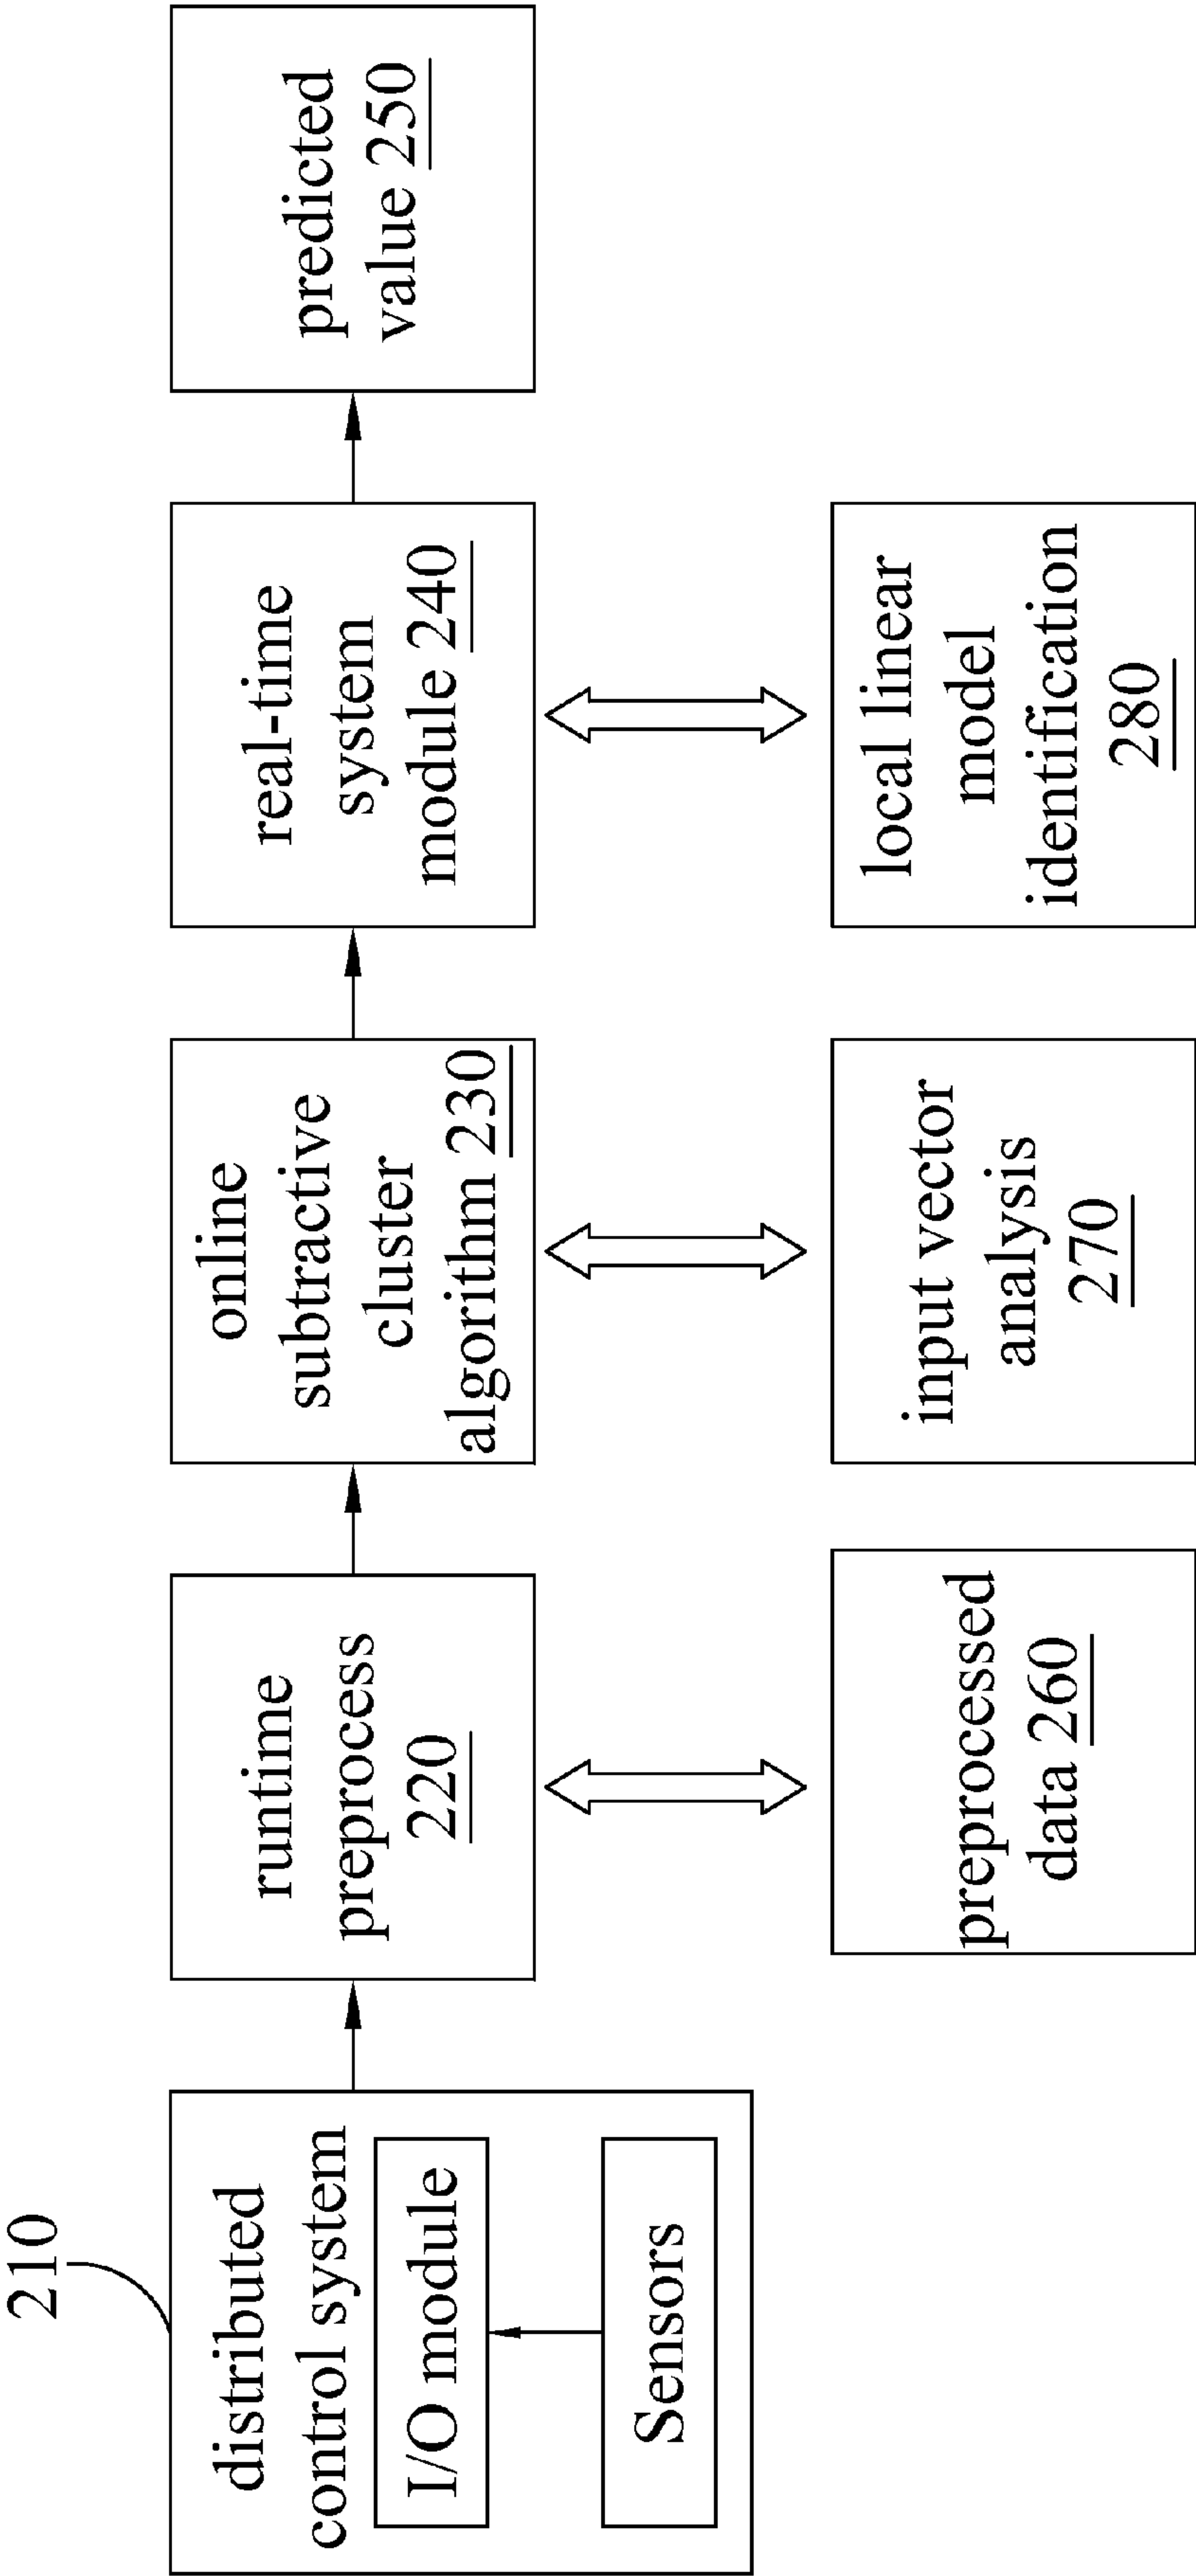 210
distributed
control system
I/O module
Sensors
runtime
preprocess
220
online
subtractive
cluster
algorithm 230
real-time
system
module 240
predicted
value 250
preprocessed
data 260
input vector
analysis
270
local linear
model
identification
280